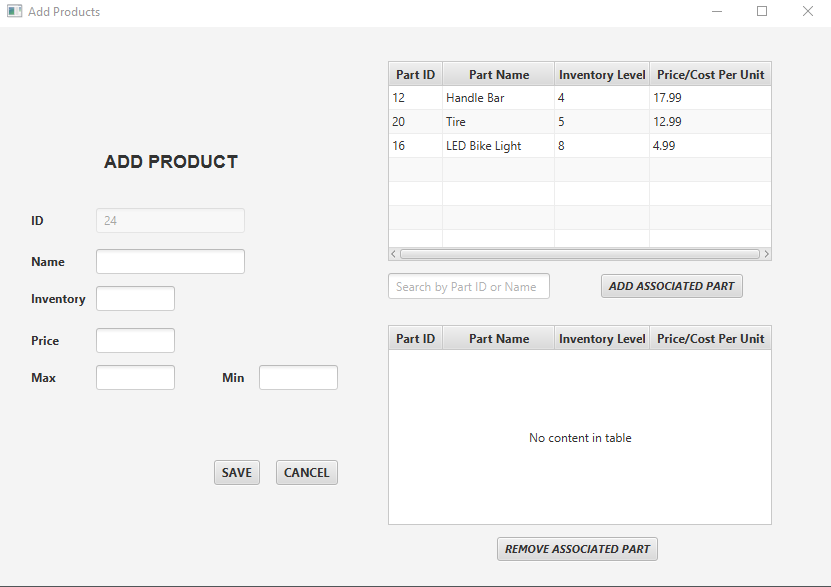 Add Products
ADD PRODUCT
ID 24
Name
Inventory
Price
Max Min
SAVE CANCEL
Part ID Part Name Inventory Level Price/Cost Per Unit
12 Handle Bar 4 17.99
20 Tire 5 12.99
16 LED Bike Light 8 4.99
Search by Part ID or Name ADD ASSOCIATED PART
Part ID Part Name Inventory Level Price/Cost Per Unit
No content in table
REMOVE ASSOCIATED PART